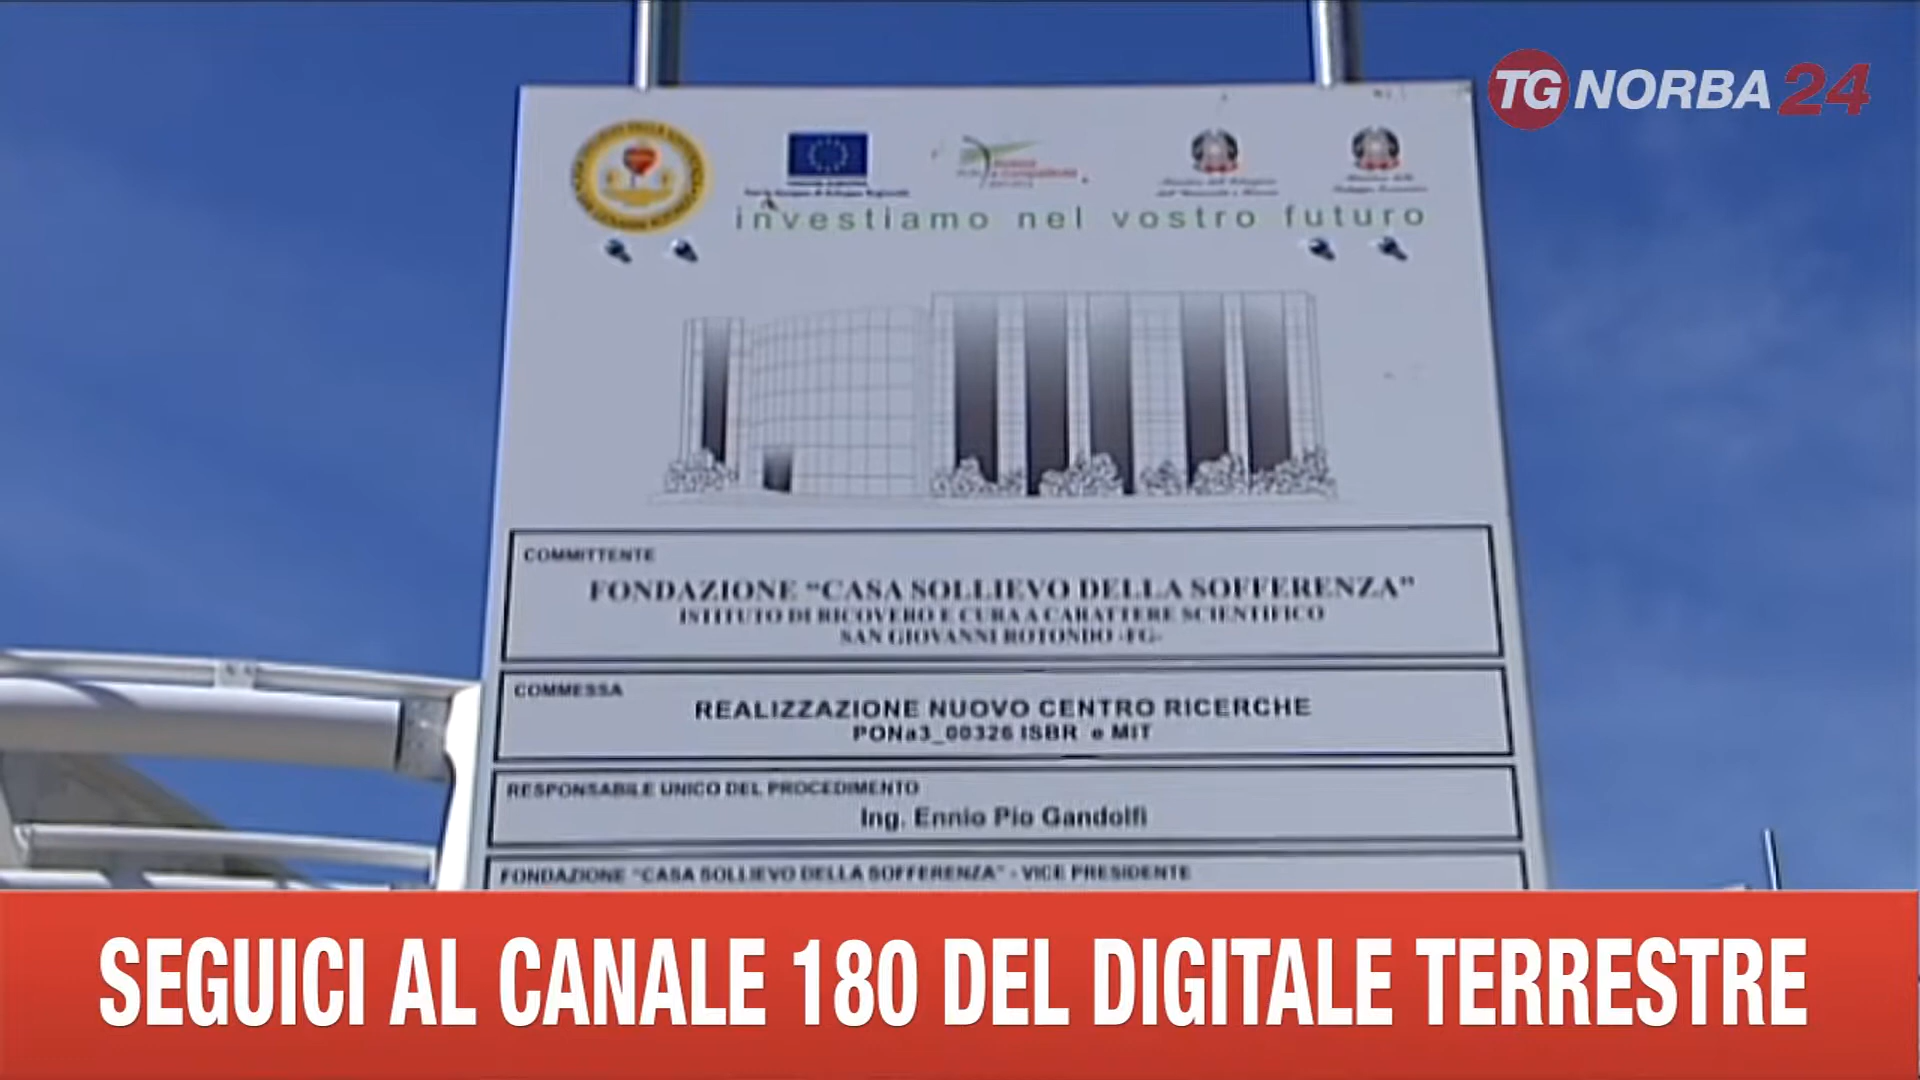 TG NORBA 24
investiamo nel vostro futuro
COMMITTENTE
FONDAZIONE “CASA SOLLIEVO DELLA SOFFERENZA”
ISTITUTO DI RICOVERO E CURA A CARATTERE SCIENTIFICO
SAN GIOVANNI ROTONDO -FG-
COMMESSA
REALIZZAZIONE NUOVO CENTRO RICERCHE
PONa3_00326 ISBR e MIT
RESPONSABILE UNICO DEL PROCEDIMENTO
Ing. Ennio Pio Gandolfi
FONDAZIONE "CASA SOLLIEVO DELLA SOFFERENZA" - VICE PRESIDENTE
SEGUICI AL CANALE 180 DEL DIGITALE TERRESTRE